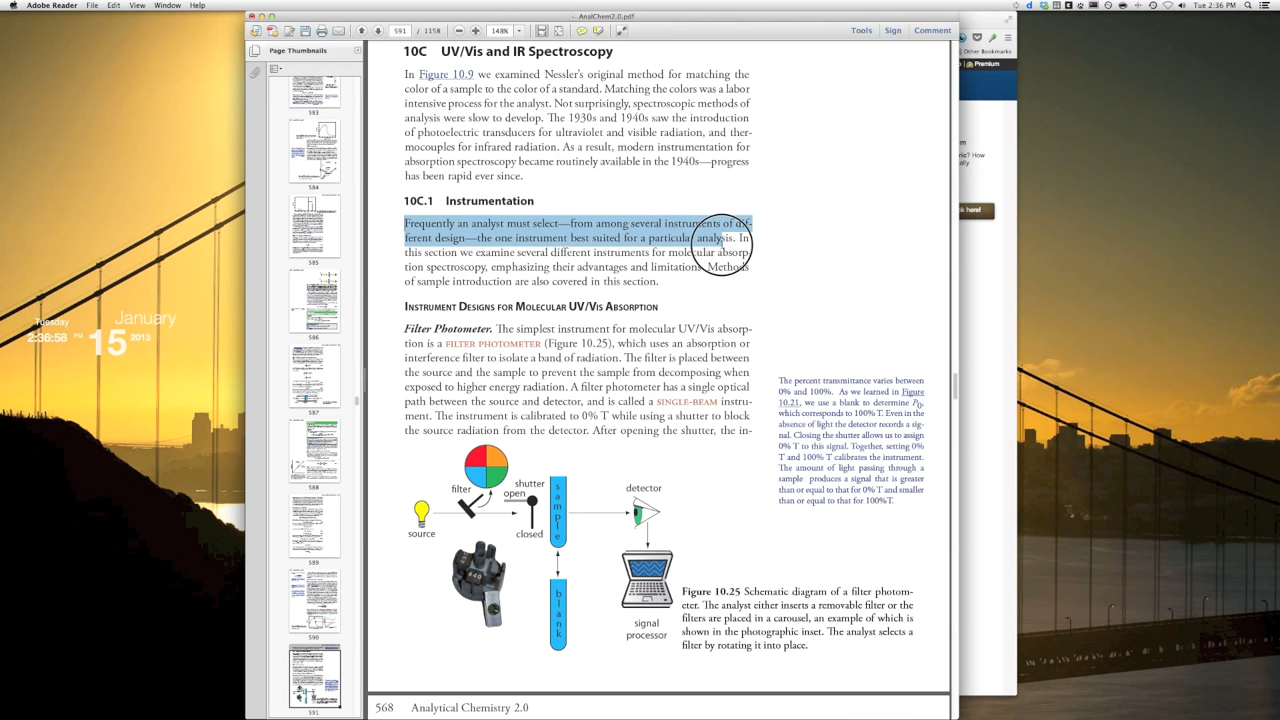 Adobe Reader File Edit View Window Help
Tue 2:36 PM
AnalChem2.0.pdf
591 / 1158 148% Tools Sign Comment
Page Thumbnails
Other Bookmarks
Premium
583
584
585
586
587
588
589
590
591
10C UV/Vis and IR Spectroscopy
In Figure 10.9 we examined Nessler's original method for matching the
color of a sample to the color of a standard. Matching the colors was a labor
intensive process for the analyst. Not surprisingly, spectroscopic methods of
analysis were slow to develop. The 1930s and 1940s saw the introduction
of photoelectric transducers for ultraviolet and visible radiation, and ther-
mocouples for infrared radiation. As a result, modern instrumentation for
absorption spectroscopy became routinely available in the 1940s—progress
has been rapid ever since.
10C.1 Instrumentation
Frequently an analyst must select—from among several instruments of dif-
ferent design—the one instrument best suited for a particular analysis. In
this section we examine several different instruments for molecular absorp-
tion spectroscopy, emphasizing their advantages and limitations. Methods
of sample introduction are also covered in this section.
Instrument Designs for Molecular UV/Vis Absorption
Filter Photometer. The simplest instrument for molecular UV/Vis absorp-
tion is a filter photometer (Figure 10.25), which uses an absorption or
interference filter to isolate a band of radiation. The filter is placed between
the source and the sample to prevent the sample from decomposing when
exposed to higher energy radiation. A filter photometer has a single optical
path between the source and detector, and is called a single-beam instru-
ment. The instrument is calibrated to 0% T while using a shutter to block
the source radiation from the detector. After opening the shutter, the in
The percent transmittance varies between
0% and 100%. As we learned in Figure
10.21, we use a blank to determine P0,
which corresponds to 100%T. Even in the
absence of light the detector records a sig-
nal. Closing the shutter allows us to assign
0%T to this signal. Together, setting 0%
T and 100%T calibrates the instrument.
The amount of light passing through a
sample produces a signal that is greater
than or equal to that for 0%T and smaller
than or equal to that for 100%T.
source
filter
shutter
open
closed
sample
blank
detector
signal
processor
Figure 10.25 Schematic diagram of a filter photom-
eter. The analyst either inserts a removable filter or the
filters are placed in a carousel, an example of which is
shown in the photographic inset. The analyst selects a
filter by rotating it into place.
568 Analytical Chemistry 2.0
Tuesday
2:36:58 PM
January
15 2013
? How
here!